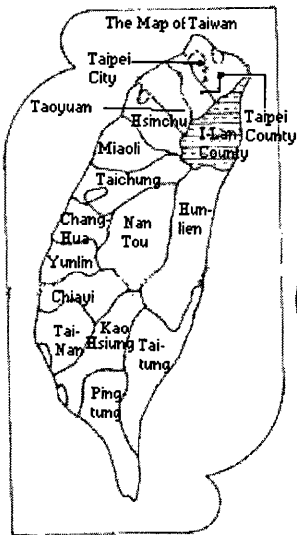 The Map of Taiwan
Taipei
City
Taoyuan
Hsinchu
Taipei
County
I-Lan
County
Miaoli
Taichung
Chang-
Hua
Nan
Tou
Hun-
lien
Yunlin
Chiayi
Tai-
Nan
Kao
Hsiung
Tai-
tung
Ping
tung